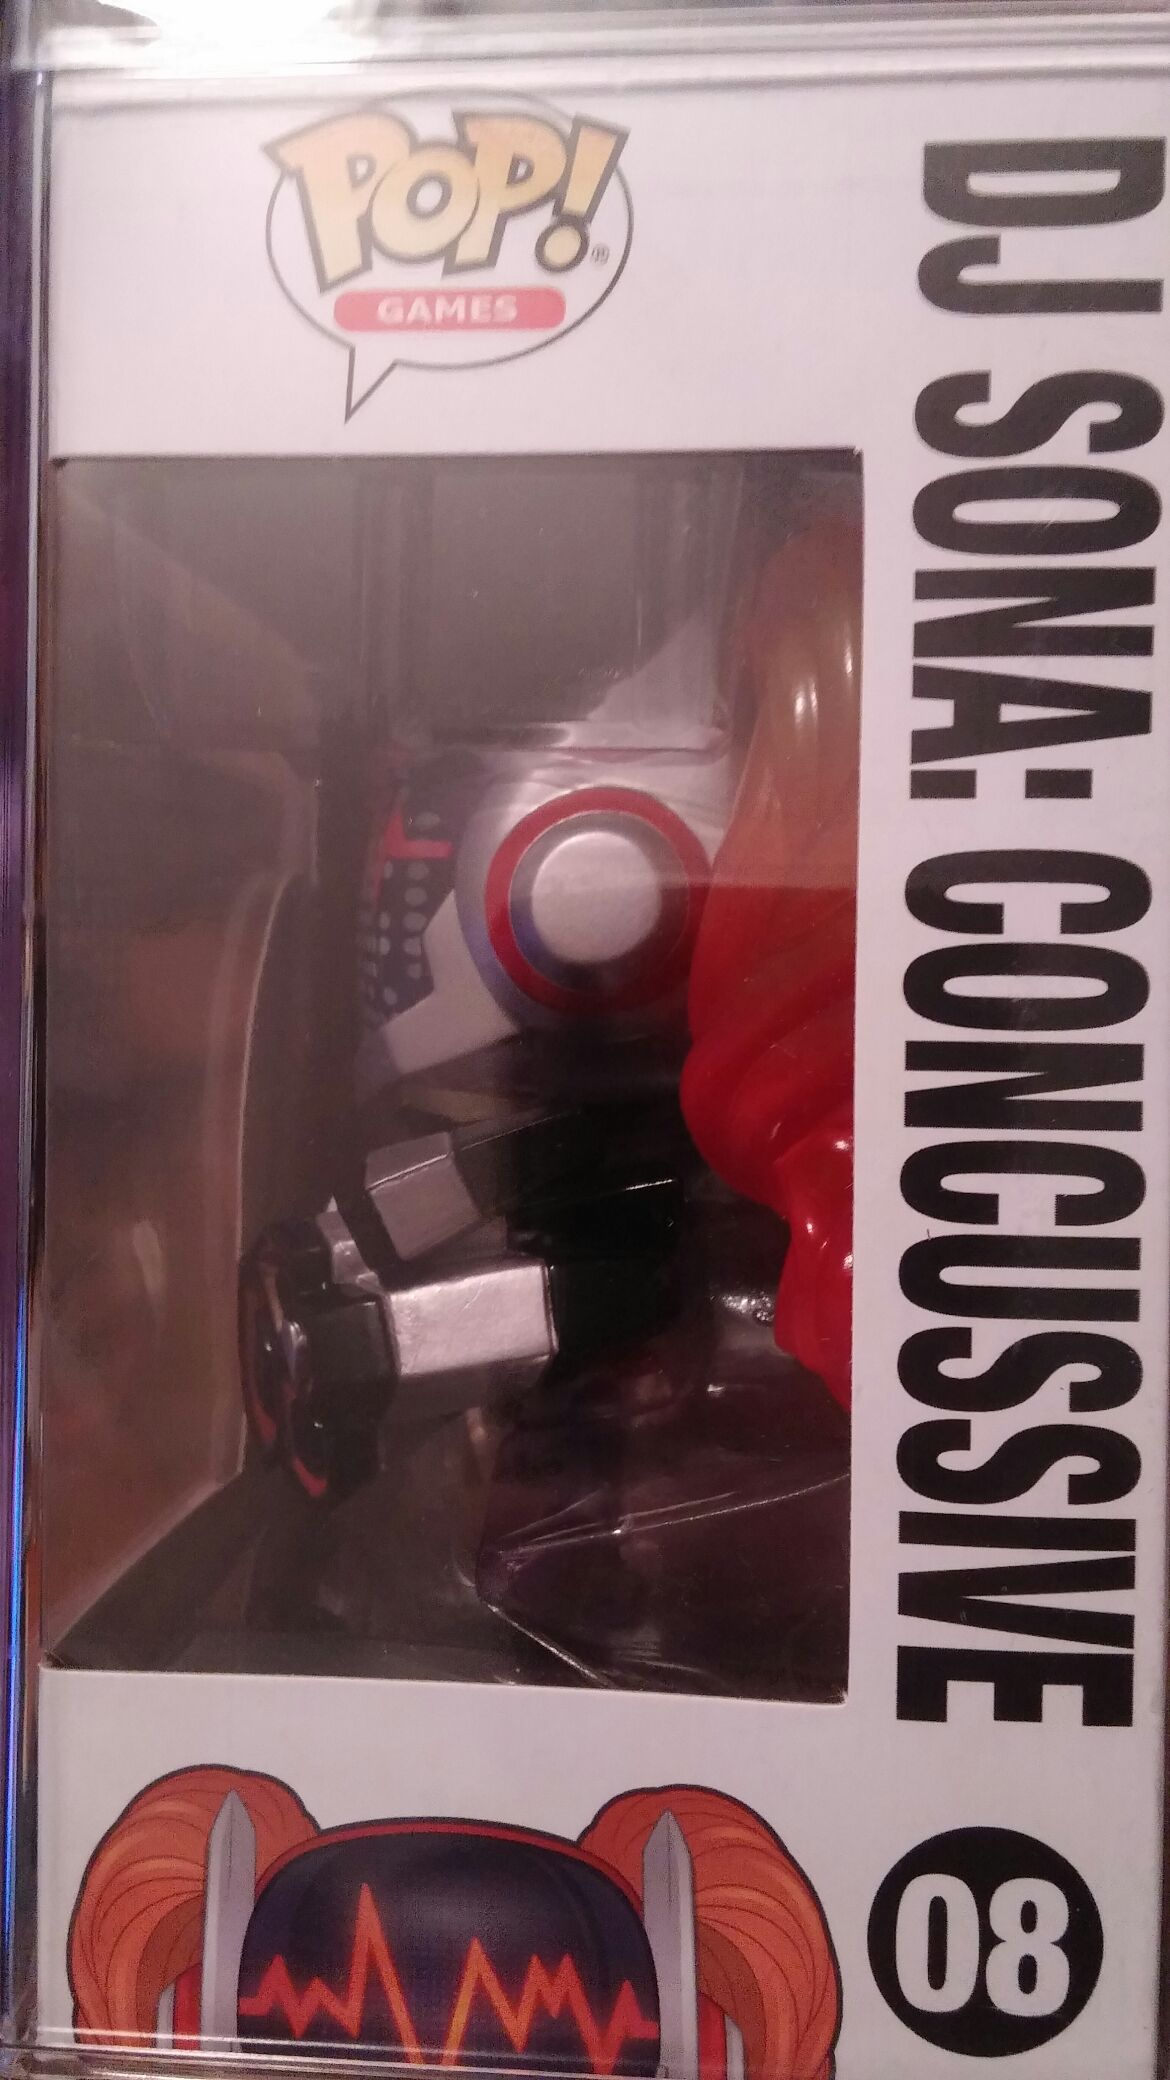 POP!®
GAMES
DJ SONA: CONCUSSIVE
08